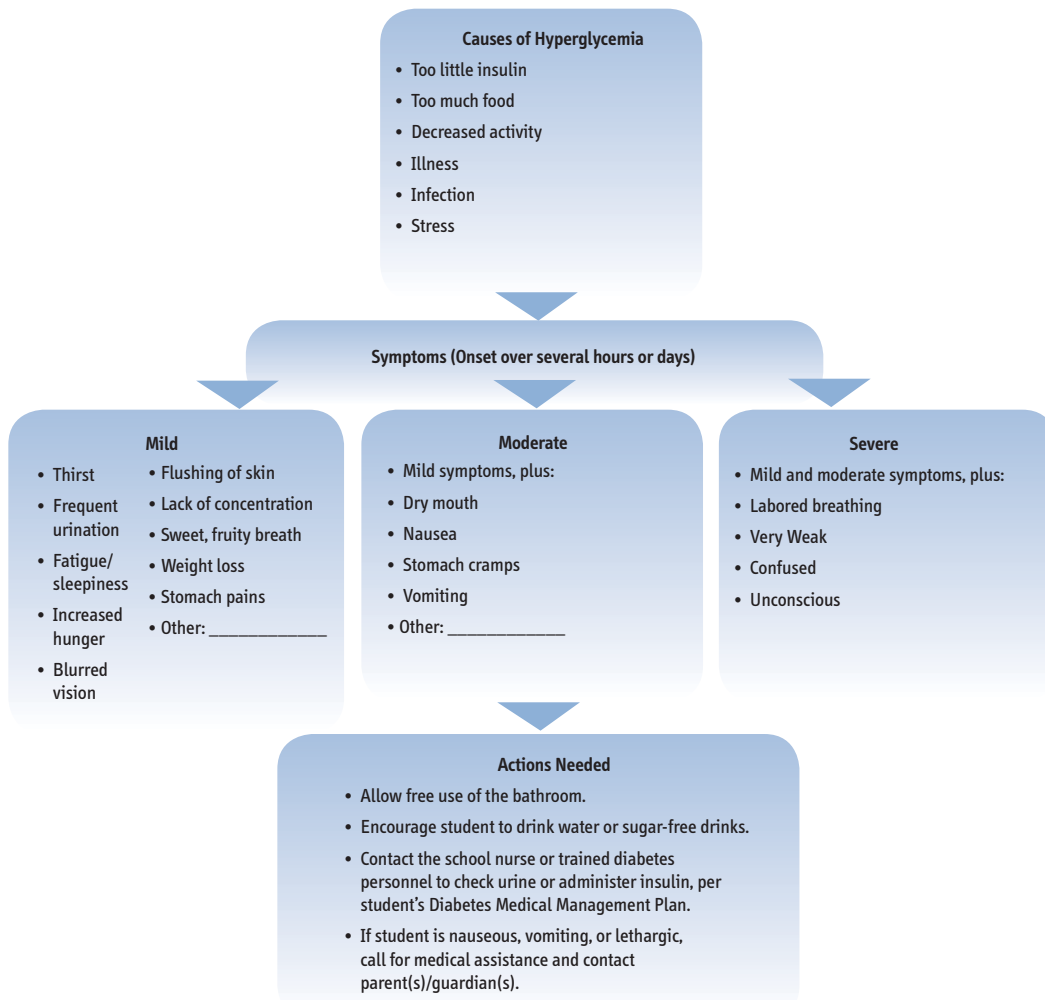 Causes of Hyperglycemia
• Too little insulin
• Too much food
• Decreased activity
• Illness
• Infection
• Stress
Symptoms (Onset over several hours or days)
Mild
• Thirst
• Frequent
urination
• Fatigue/
sleepiness
• Increased
hunger
• Blurred
vision
• Flushing of skin
• Lack of concentration
• Sweet, fruity breath
• Weight loss
• Stomach pains
• Other: ____________
Moderate
• Mild symptoms, plus:
• Dry mouth
• Nausea
• Stomach cramps
• Vomiting
• Other: ____________
Severe
• Mild and moderate symptoms, plus:
• Labored breathing
• Very Weak
• Confused
• Unconscious
Actions Needed
• Allow free use of the bathroom.
• Encourage student to drink water or sugar-free drinks.
• Contact the school nurse or trained diabetes
personnel to check urine or administer insulin, per
student’s Diabetes Medical Management Plan.
• If student is nauseous, vomiting, or lethargic,
call for medical assistance and contact
parent(s)/guardian(s).